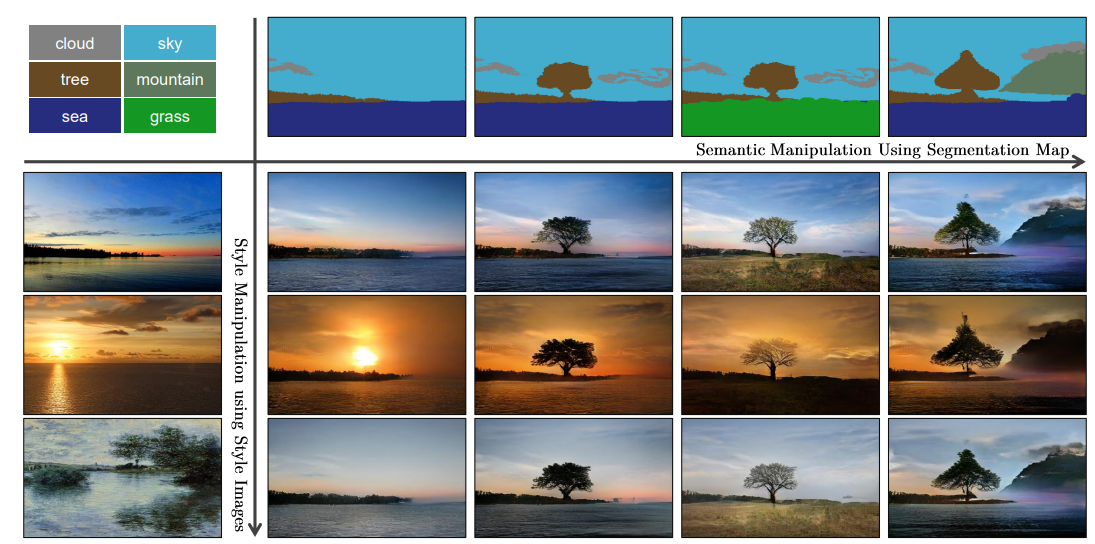 cloud
sky
tree
mountain
sea
grass
Semantic Manipulation Using Segmentation Map
Style Manipulation using Style Images